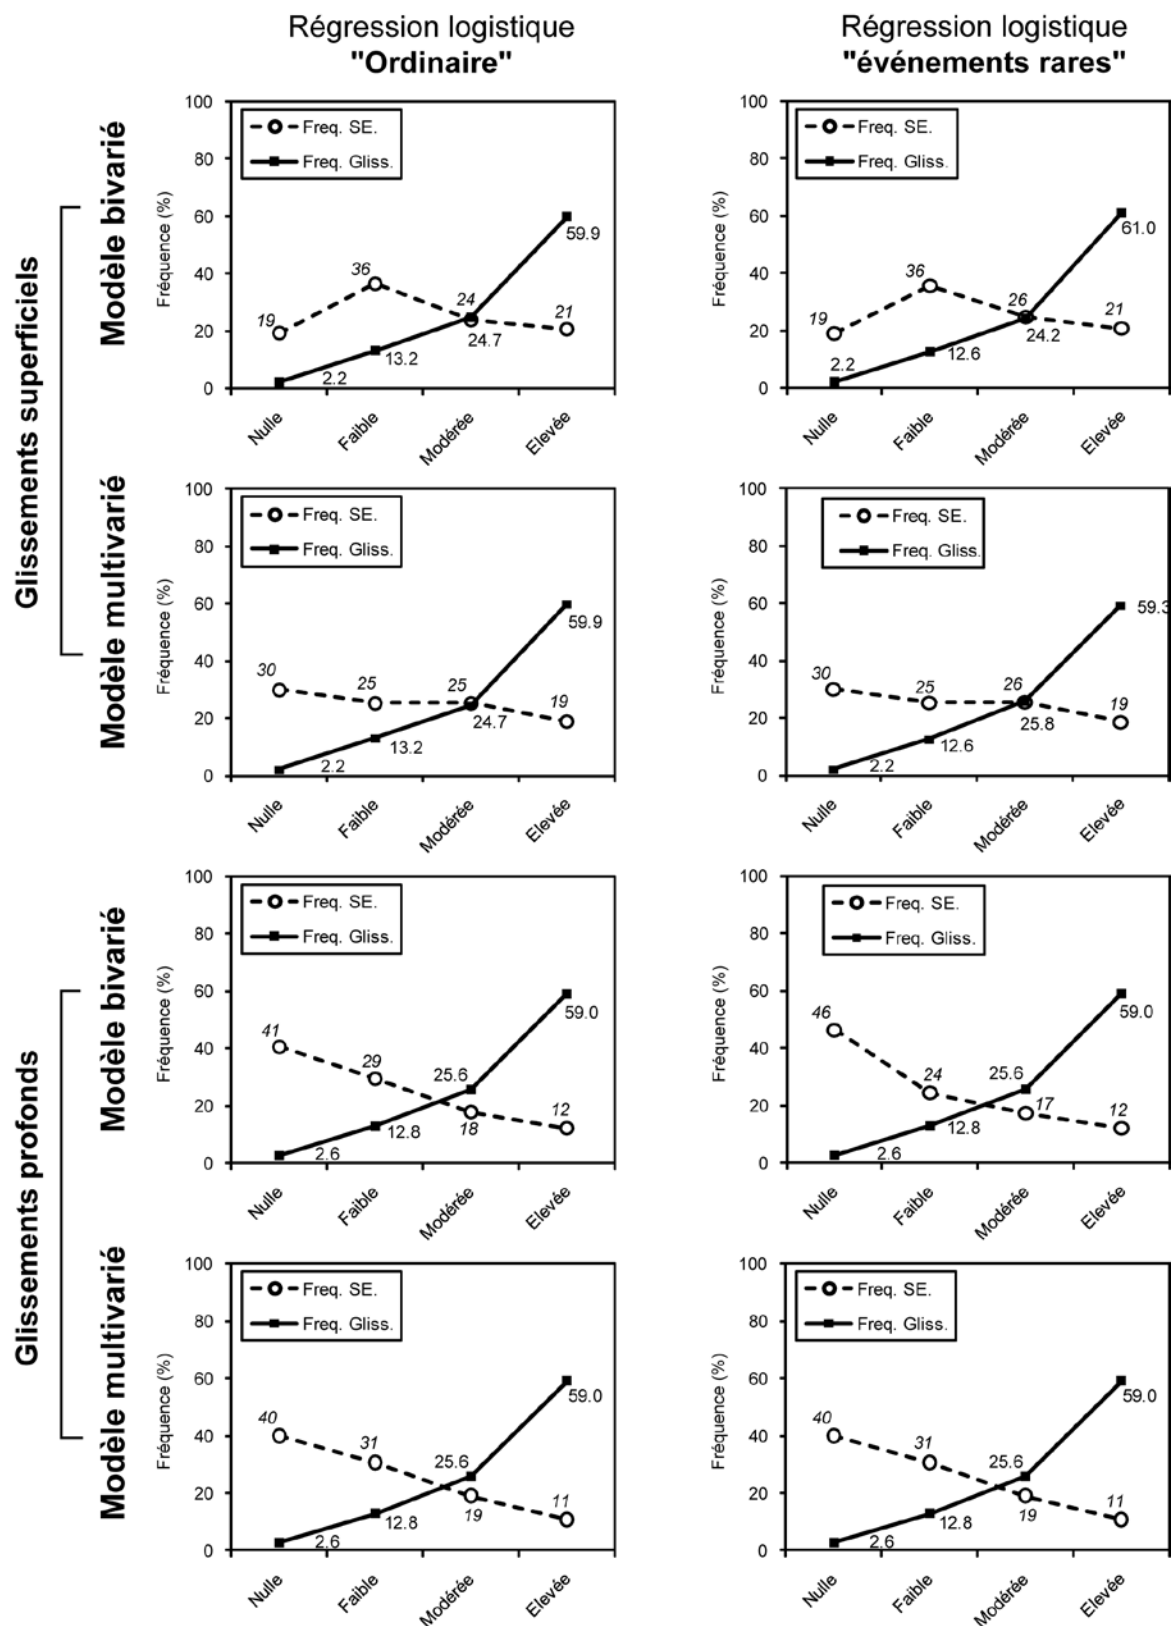 Régression logistique
"Ordinaire"
Régression logistique
"événements rares"
Glissements superficiels
Modèle bivarié
Fréquence (%)
100
80
60
40
20
0
Freq. SE.
Freq. Gliss.
19
36
24
21
2.2
13.2
24.7
59.9
Nulle
Faible
Modérée
Elevée
Fréquence (%)
100
80
60
40
20
0
Freq. SE.
Freq. Gliss.
19
36
26
21
2.2
12.6
24.2
61.0
Nulle
Faible
Modérée
Elevée
Modèle multivarié
Fréquence (%)
100
80
60
40
20
0
Freq. SE.
Freq. Gliss.
30
25
25
19
2.2
13.2
24.7
59.9
Nulle
Faible
Modérée
Elevée
Fréquence (%)
100
80
60
40
20
0
Freq. SE.
Freq. Gliss.
30
25
26
19
2.2
12.6
25.8
59.3
Nulle
Faible
Modérée
Elevée
Glissements profonds
Modèle bivarié
Fréquence (%)
100
80
60
40
20
0
Freq. SE.
Freq. Gliss.
41
29
18
12
2.6
12.8
25.6
59.0
Nulle
Faible
Modérée
Elevée
Fréquence (%)
100
80
60
40
20
0
Freq. SE.
Freq. Gliss.
46
24
17
12
2.6
12.8
25.6
59.0
Nulle
Faible
Modérée
Elevée
Modèle multivarié
Fréquence (%)
100
80
60
40
20
0
Freq. SE.
Freq. Gliss.
40
31
19
11
2.6
12.8
25.6
59.0
Nulle
Faible
Modérée
Elevée
Fréquence (%)
100
80
60
40
20
0
Freq. SE.
Freq. Gliss.
40
31
19
11
2.6
12.8
25.6
59.0
Nulle
Faible
Modérée
Elevée